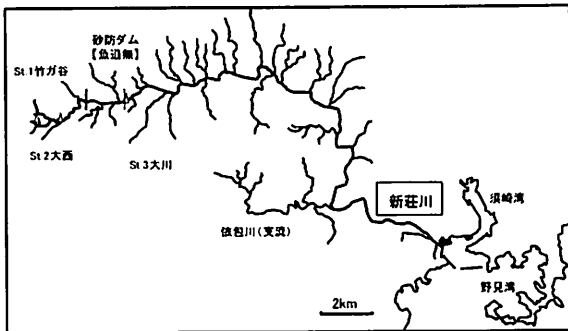 砂防ダム
【魚辺無】
St.1竹ガ谷
St.2大西
St.3大川
新荘川
須崎湾
依包川(支流)
野見湾
2km